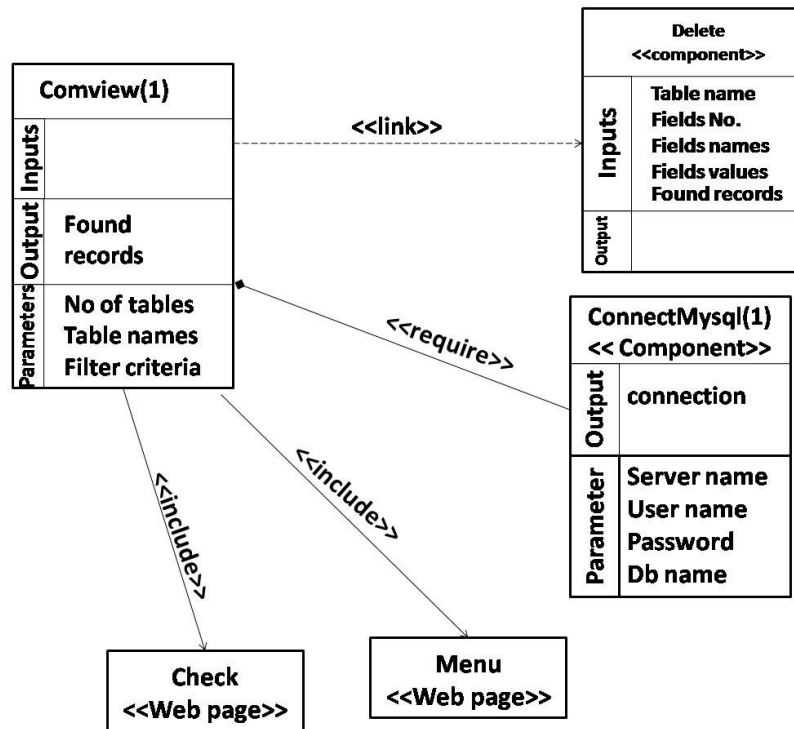 Comview(1)
Inputs
Output
Found
records
Parameters
No of tables
Table names
Filter criteria
<<link>>
Delete
<<component>>
Inputs
Table name
Fields No.
Fields names
Fields values
Found records
Output
<<require>>
ConnectMysql(1)
<< Component>>
Output
connection
Parameter
Server name
User name
Password
Db name
<<include>>
<<include>>
Check
<<Web page>>
Menu
<<Web page>>